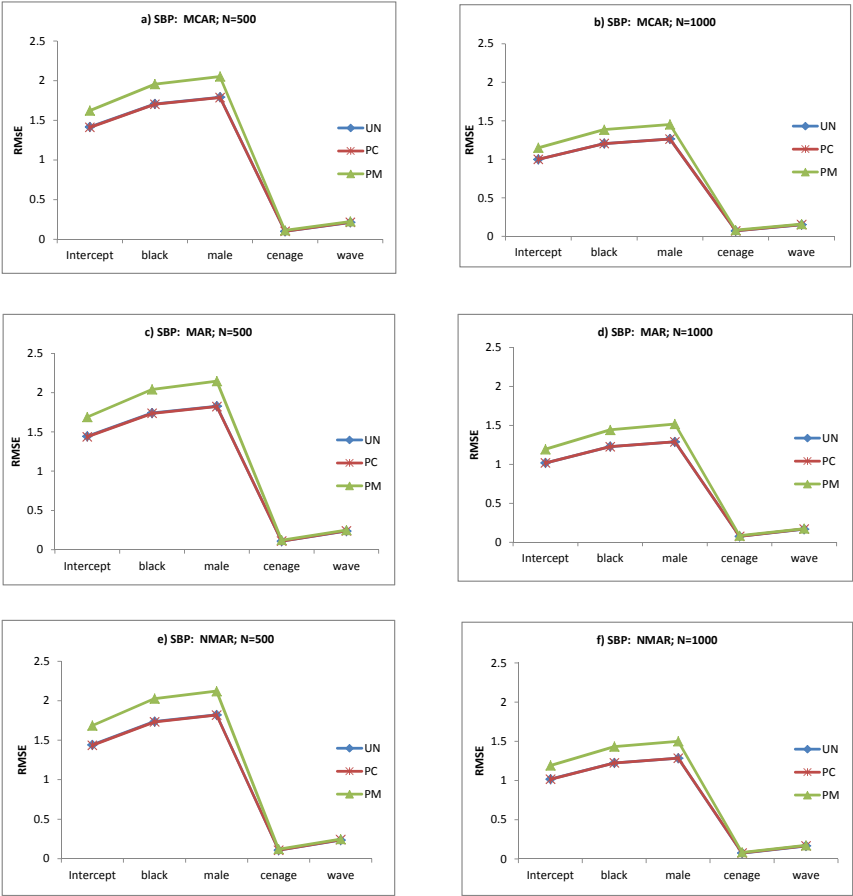 a) SBP: MCAR; N=500
2.5
2
1.5
1
0.5
0
RMsE
Intercept black male cenage wave
UN
PC
PM
b) SBP: MCAR; N=1000
2.5
2
1.5
1
0.5
0
RMSE
Intercept black male cenage wave
UN
PC
PM
c) SBP: MAR; N=500
2.5
2
1.5
1
0.5
0
RMSE
Intercept black male cenage wave
UN
PC
PM
d) SBP: MAR; N=1000
2.5
2
1.5
1
0.5
0
RMSE
Intercept black male cenage wave
UN
PC
PM
e) SBP: NMAR; N=500
2.5
2
1.5
1
0.5
0
RMSE
Intercept black male cenage wave
UN
PC
PM
f) SBP: NMAR; N=1000
2.5
2
1.5
1
0.5
0
RMSE
Intercept black male cenage wave
UN
PC
PM